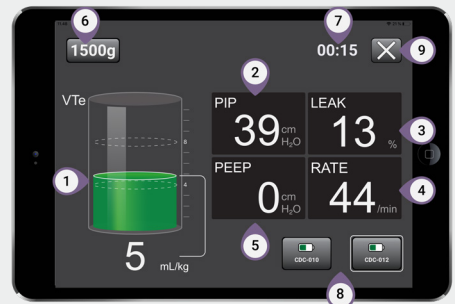 6
7
1500g
00:15
9
2
VTe
PIP
LEAK
8
39 cm H₂O
13 %
3
1
4
PEEP
RATE
4
0 cm H₂O
44 /min
5
5 mL/kg
CDC-010
CDC-012
8